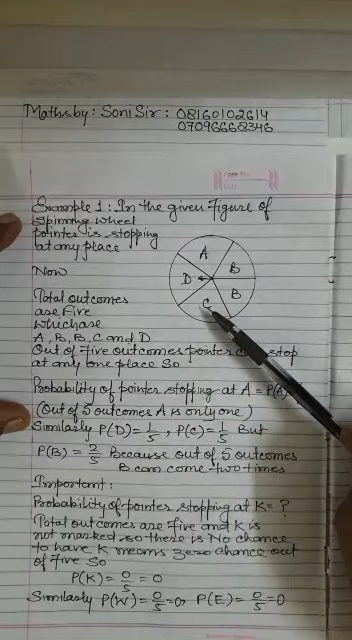 Maths by: Soni Sir: 08160102614
07096668346
Example 1: In the given figure of
spinning wheel
pointer is stopping
at any place
A
B
D
B
C
Now
Total outcomes
are five
which are
A, B, B, C and D
Out of five outcomes pointer stop
at any one place So
Probability of pointer stopping at A = P(A)
(Out of 5 outcomes A is only one)
Similarly P(D) = 1/5, P(C) = 1/5 But
P(B) = 2/5 Because out of 5 outcomes
B can come two times
Important:
Probability of pointer stopping at K = ?
Total outcomes are five and K is
not marked so there is No chance
to have K means zero chance out
of five so
P(K) = 0/5 = 0
Similarly P(W) = 0/5 = 0, P(E) = 0/5 = 0